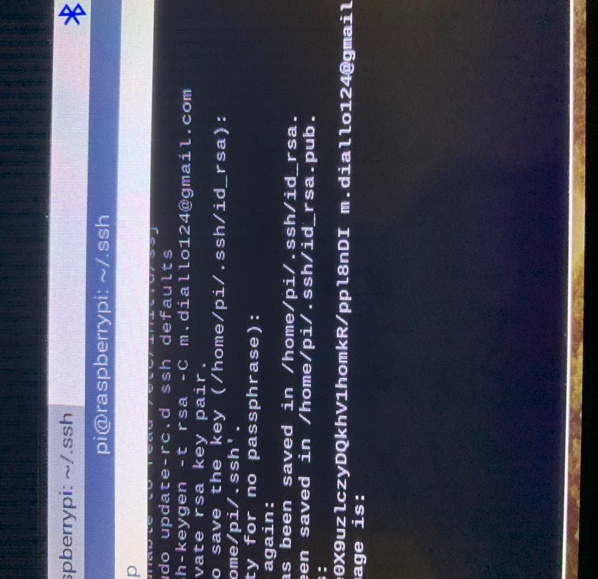 spberrypi: ~/.ssh
pi@raspberrypi: ~/.ssh
p
udo update-rc.d ssh defaults
h-keygen -t rsa -C m.diallo124@gmail.com
vate rsa key pair.
o save the key (/home/pi/.ssh/id_rsa):
ome/pi/.ssh'.
ty for no passphrase):
again:
as been saved in /home/pi/.ssh/id_rsa.
een saved in /home/pi/.ssh/id_rsa.pub.
s:
0X9uzlczyDQkhV1homkR/ppl8nDI m.diallo124@gmail
age is: